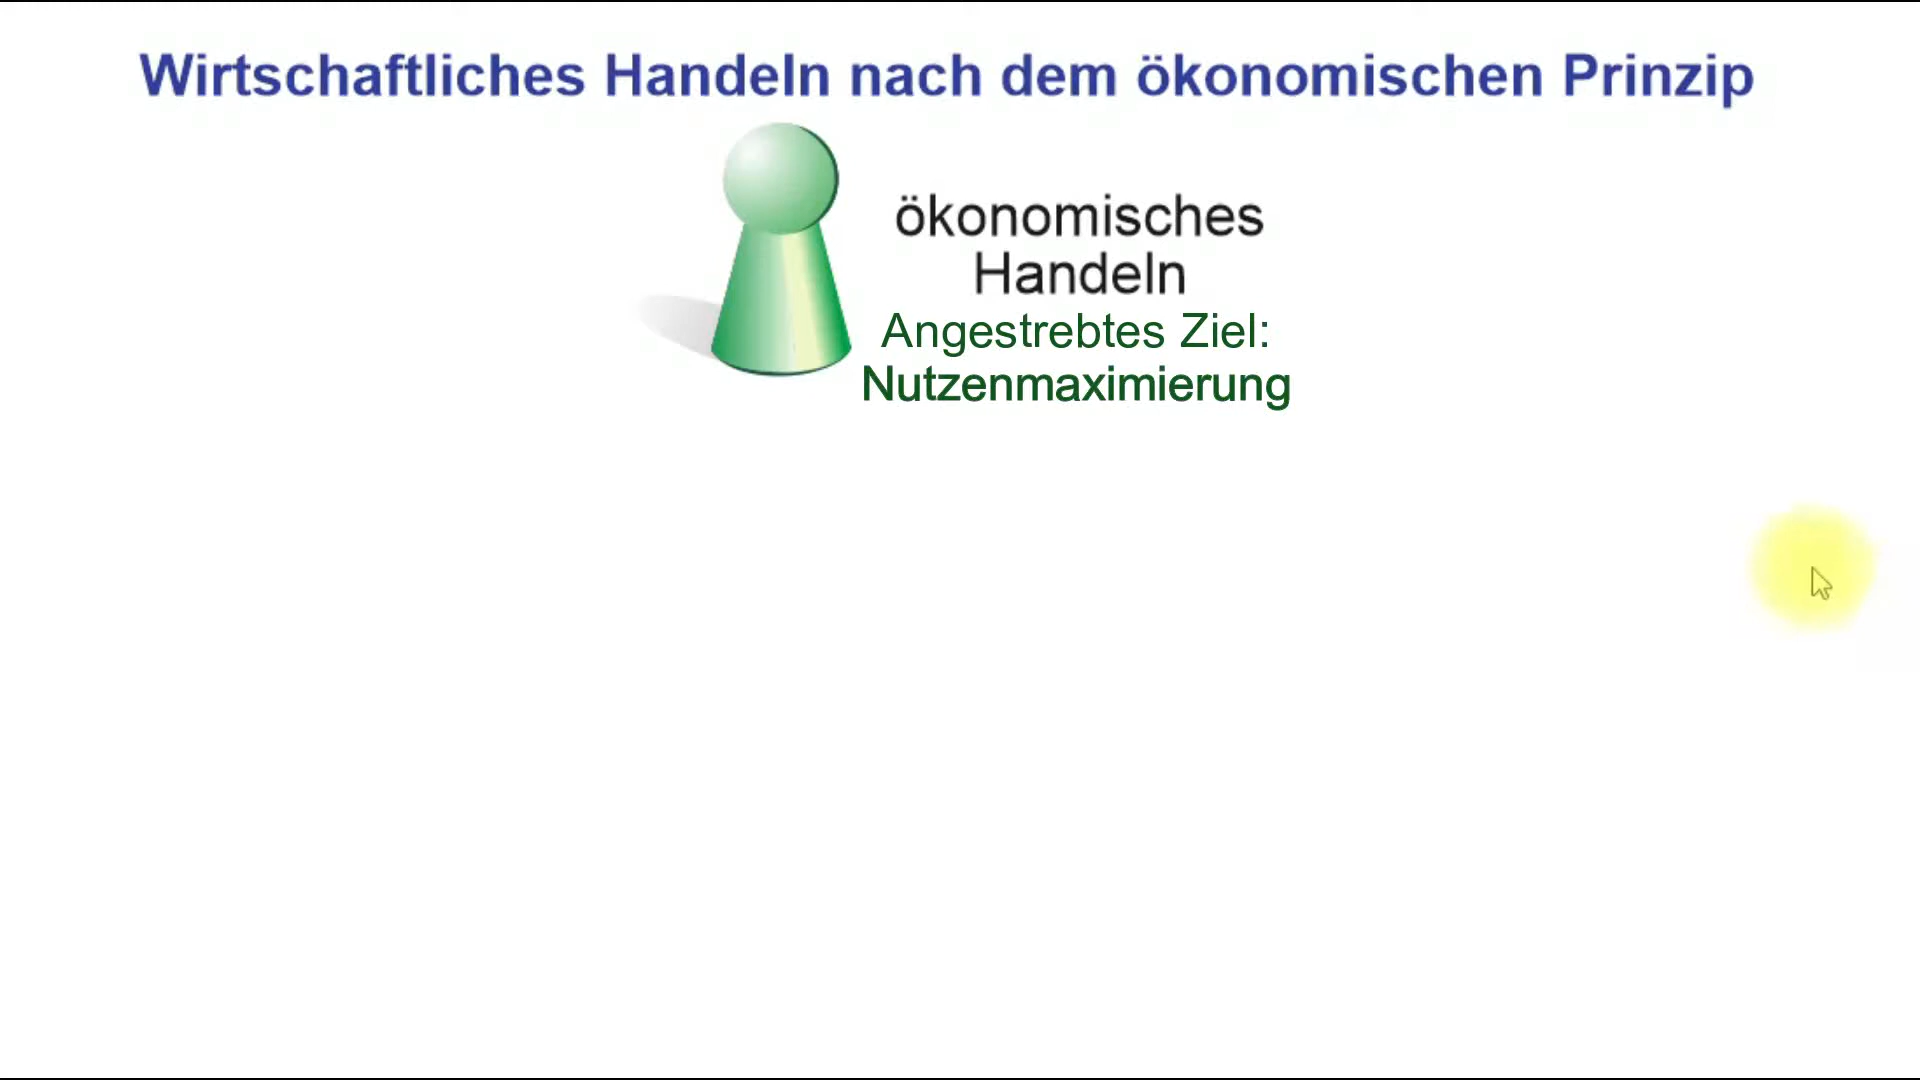 Wirtschaftliches Handeln nach dem ökonomischen Prinzip
ökonomisches
Handeln
Angestrebtes Ziel:
Nutzenmaximierung